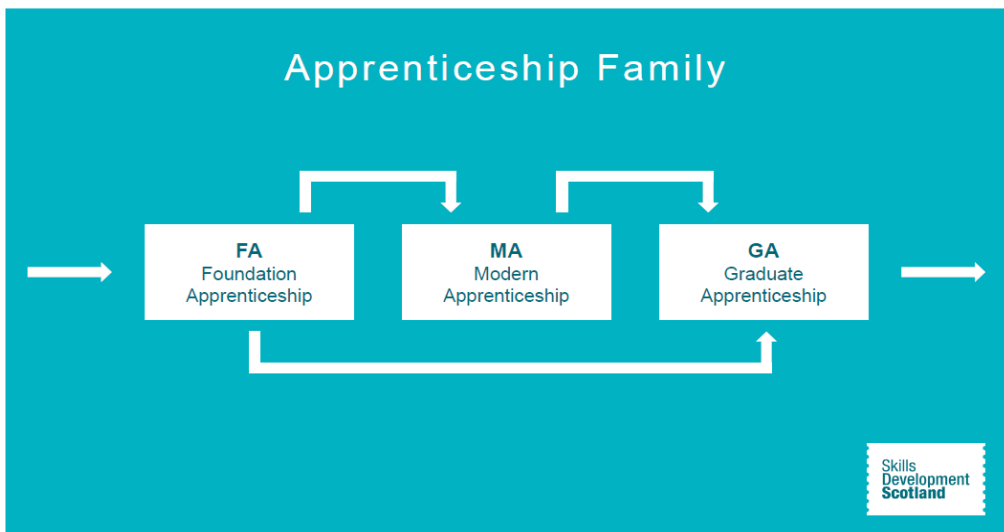 Apprenticeship Family
FA
Foundation
Apprenticeship
MA
Modern
Apprenticeship
GA
Graduate
Apprenticeship
Skills
Development
Scotland